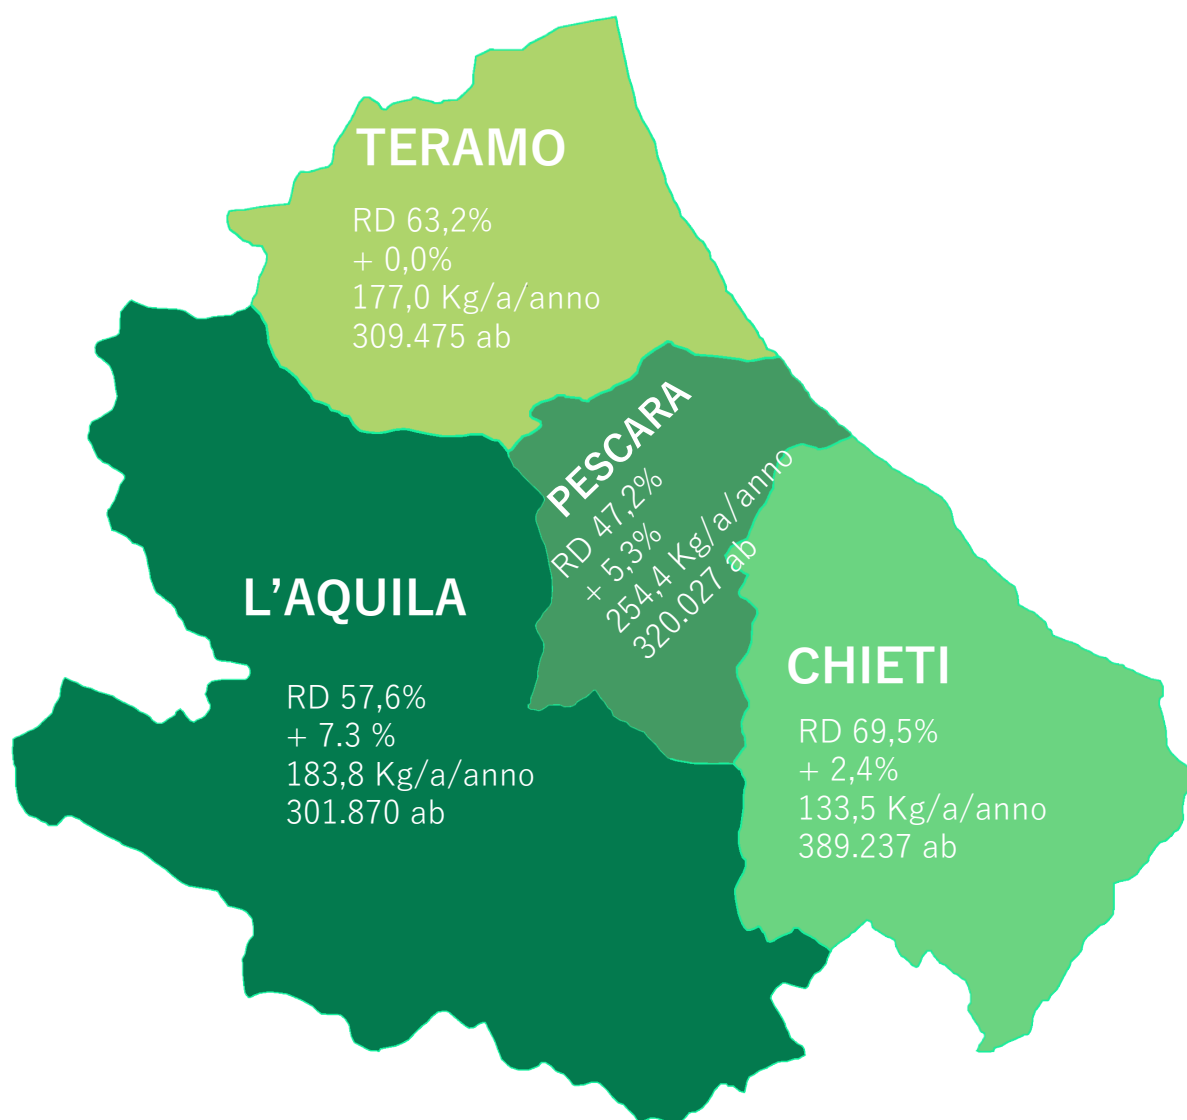 TERAMO
RD 63,2%
+ 0,0%
177,0 Kg/a/anno
309.475 ab
PESCARA
RD 47,2%
+ 5,3%
254,4 Kg/a/anno
320.027 ab
L’AQUILA
RD 57,6%
+ 7.3 %
183,8 Kg/a/anno
301.870 ab
CHIETI
RD 69,5%
+ 2,4%
133,5 Kg/a/anno
389.237 ab